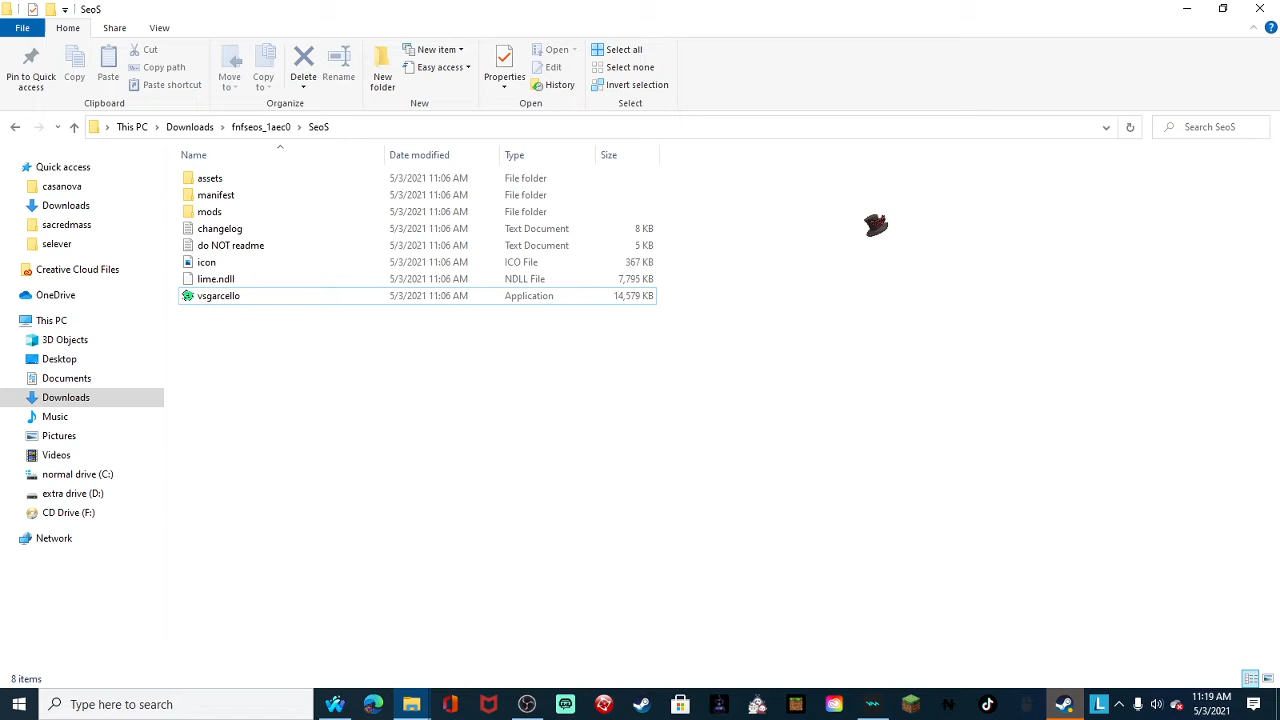 SeoS
File Home Share View
Pin to Quick access
Copy
Paste
Cut
Copy path
Paste shortcut
Clipboard
Move to
Copy to
Delete
Rename
Organize
New folder
New item
Easy access
New
Properties
Open
Edit
History
Open
Select all
Select none
Invert selection
Select
This PC > Downloads > fnfseos_1aec0 > SeoS
Search SeoS
Name Date modified Type Size
assets 5/3/2021 11:06 AM File folder
manifest 5/3/2021 11:06 AM File folder
mods 5/3/2021 11:06 AM File folder
changelog 5/3/2021 11:06 AM Text Document 8 KB
do NOT readme 5/3/2021 11:06 AM Text Document 5 KB
icon 5/3/2021 11:06 AM ICO File 367 KB
lime.ndll 5/3/2021 11:06 AM NDLL File 7,795 KB
vsgarcello 5/3/2021 11:06 AM Application 14,579 KB
Quick access
casanova
Downloads
sacredmass
selever
Creative Cloud Files
OneDrive
This PC
3D Objects
Desktop
Documents
Downloads
Music
Pictures
Videos
normal drive (C:)
extra drive (D:)
CD Drive (F:)
Network
8 items
Type here to search
11:19 AM
5/3/2021